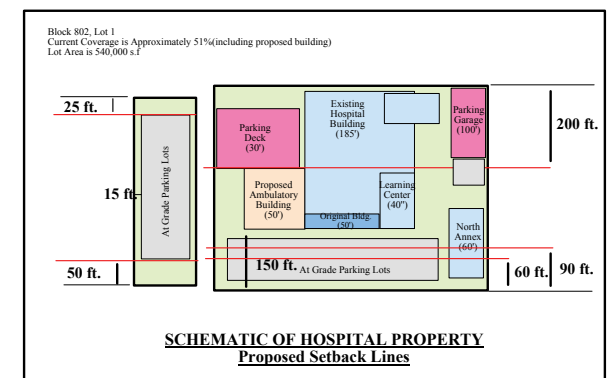 Block 802, Lot 1
Current Coverage is Approximately 51%(including proposed building)
Lot Area is 540,000 s.f
25 ft.
15 ft.
50 ft.
At Grade Parking Lots
Parking
Deck
(30')
Existing
Hospital
Building
(185')
Parking
Garage
(100')
200 ft.
Proposed
Ambulatory
Building
(50')
Learning
Center
(40")
Original Bldg.
(50')
North
Annex
(60')
150 ft.
At Grade Parking Lots
60 ft.
90 ft.
SCHEMATIC OF HOSPITAL PROPERTY
Proposed Setback Lines